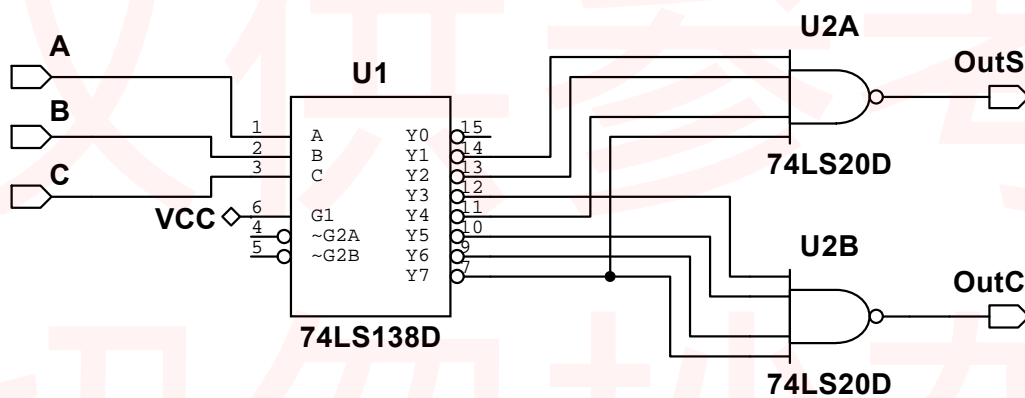 A
B
C
VCC
U1
1 A
2 B
3 C
6 G1
4 ~G2A
5 ~G2B
Y0 15
Y1 14
Y2 13
Y3 12
Y4 11
Y5 10
Y6 9
Y7 7
74LS138D
U2A
OutS
74LS20D
U2B
OutC
74LS20D